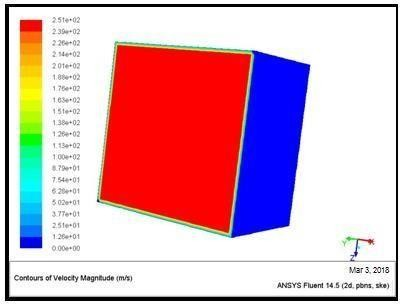 2.51e+02
2.39e+02
2.26e+02
2.14e+02
2.01e+02
1.88e+02
1.76e+02
1.63e+02
1.51e+02
1.38e+02
1.26e+02
1.13e+02
1.00e+02
8.79e+01
7.54e+01
6.28e+01
5.02e+01
3.77e+01
2.51e+01
1.26e+01
0.00e+00
Y
X
Z
Contours of Velocity Magnitude (m/s)
Mar 3, 2018
ANSYS Fluent 14.5 (2d, pbns, ske)